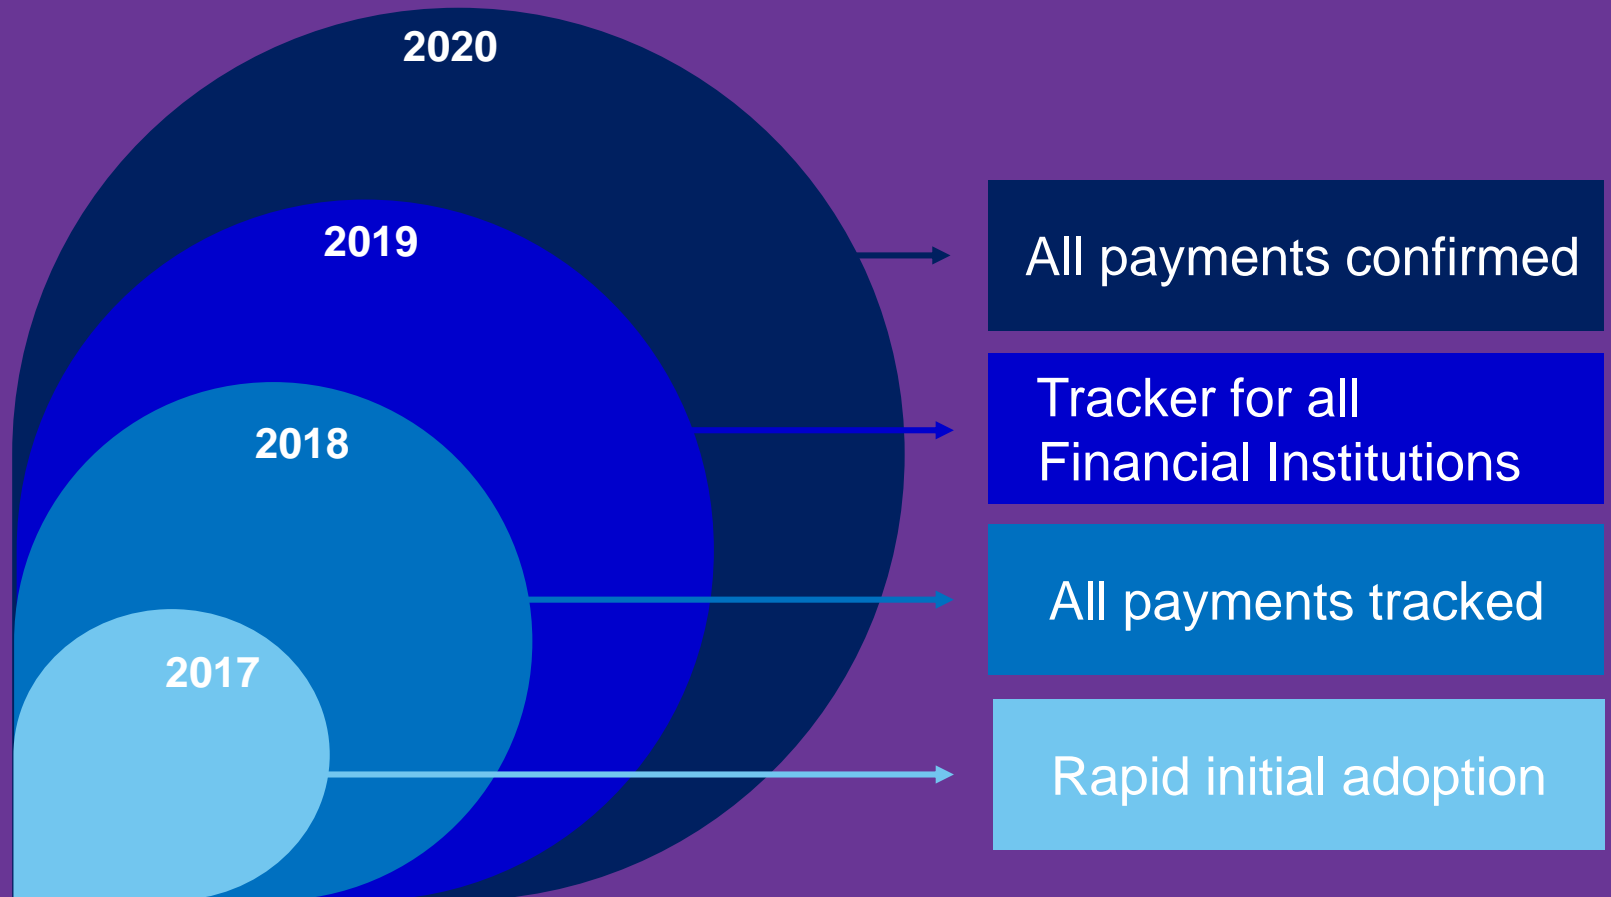 2020
All payments confirmed
2019
Tracker for all
Financial Institutions
2018
All payments tracked
2017
Rapid initial adoption